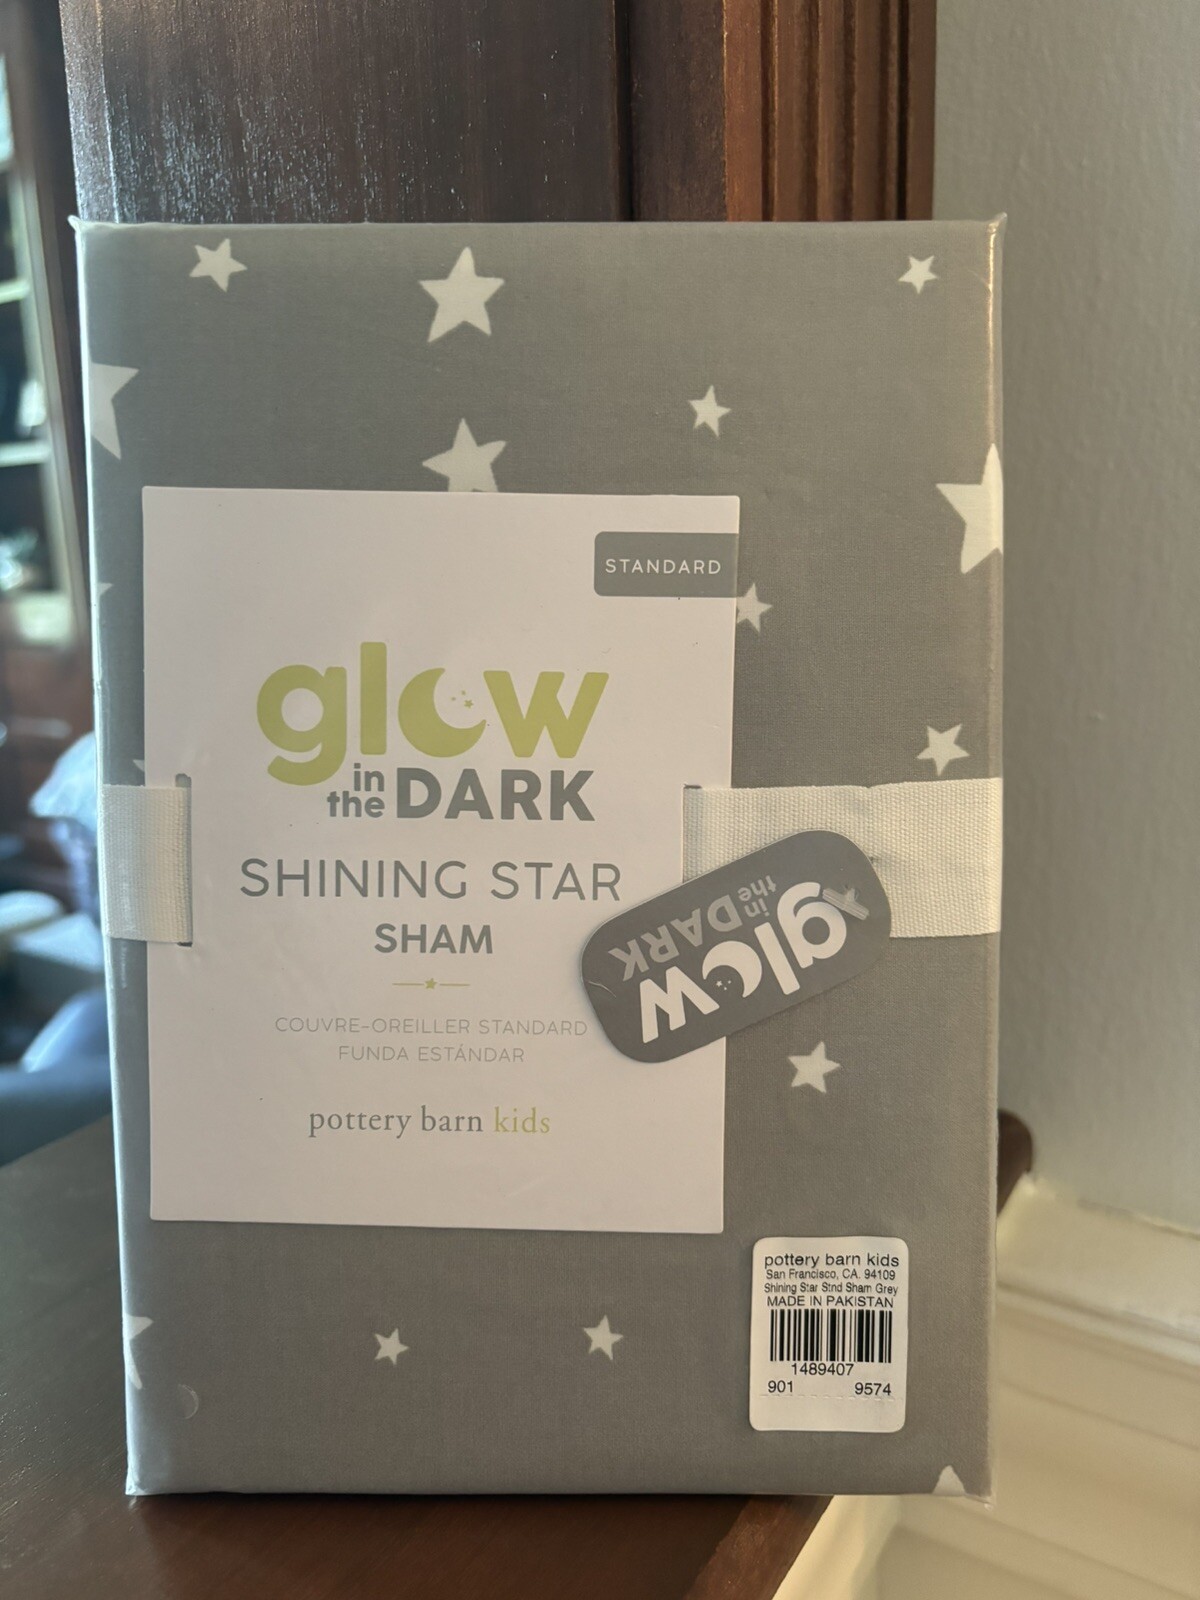 STANDARD
glow
in
the DARK
SHINING STAR
SHAM
COUVRE-OREILLER STANDARD
FUNDA ESTÁNDAR
pottery barn kids
glow
in
the
DARK
pottery barn kids
San Francisco, CA. 94109
Shining Star Stnd Sham Grey
MADE IN PAKISTAN
1489407
901 9574